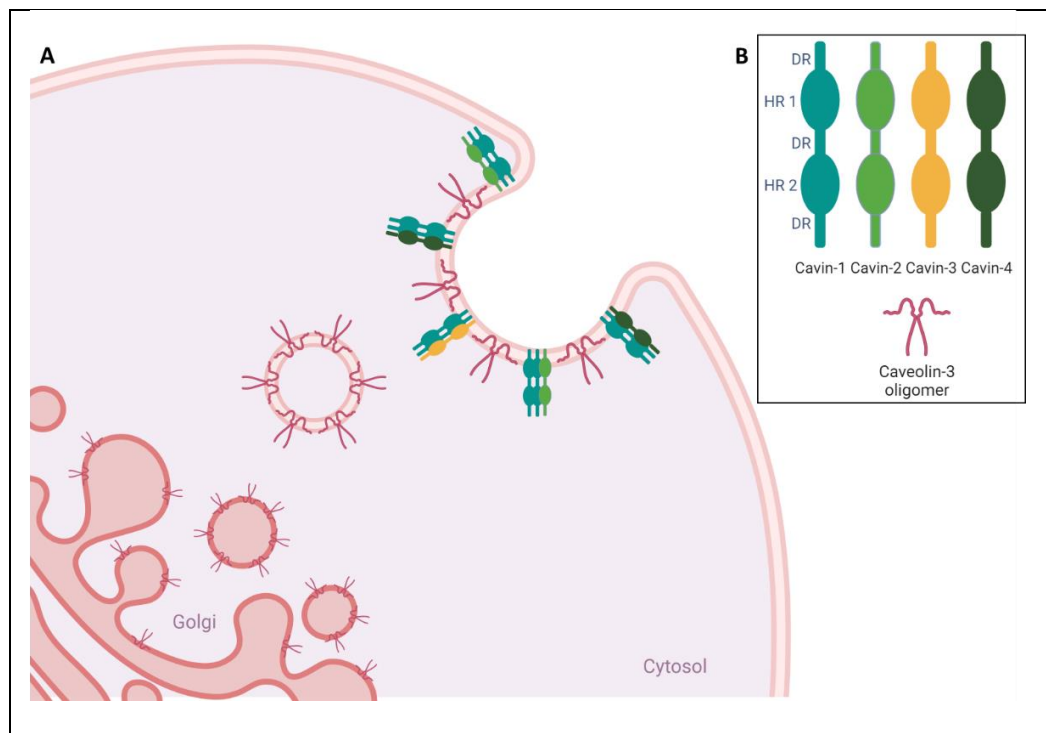 A
B
DR
HR 1
DR
HR 2
DR
Cavin-1 Cavin-2 Cavin-3 Cavin-4
Caveolin-3
oligomer
Golgi
Cytosol